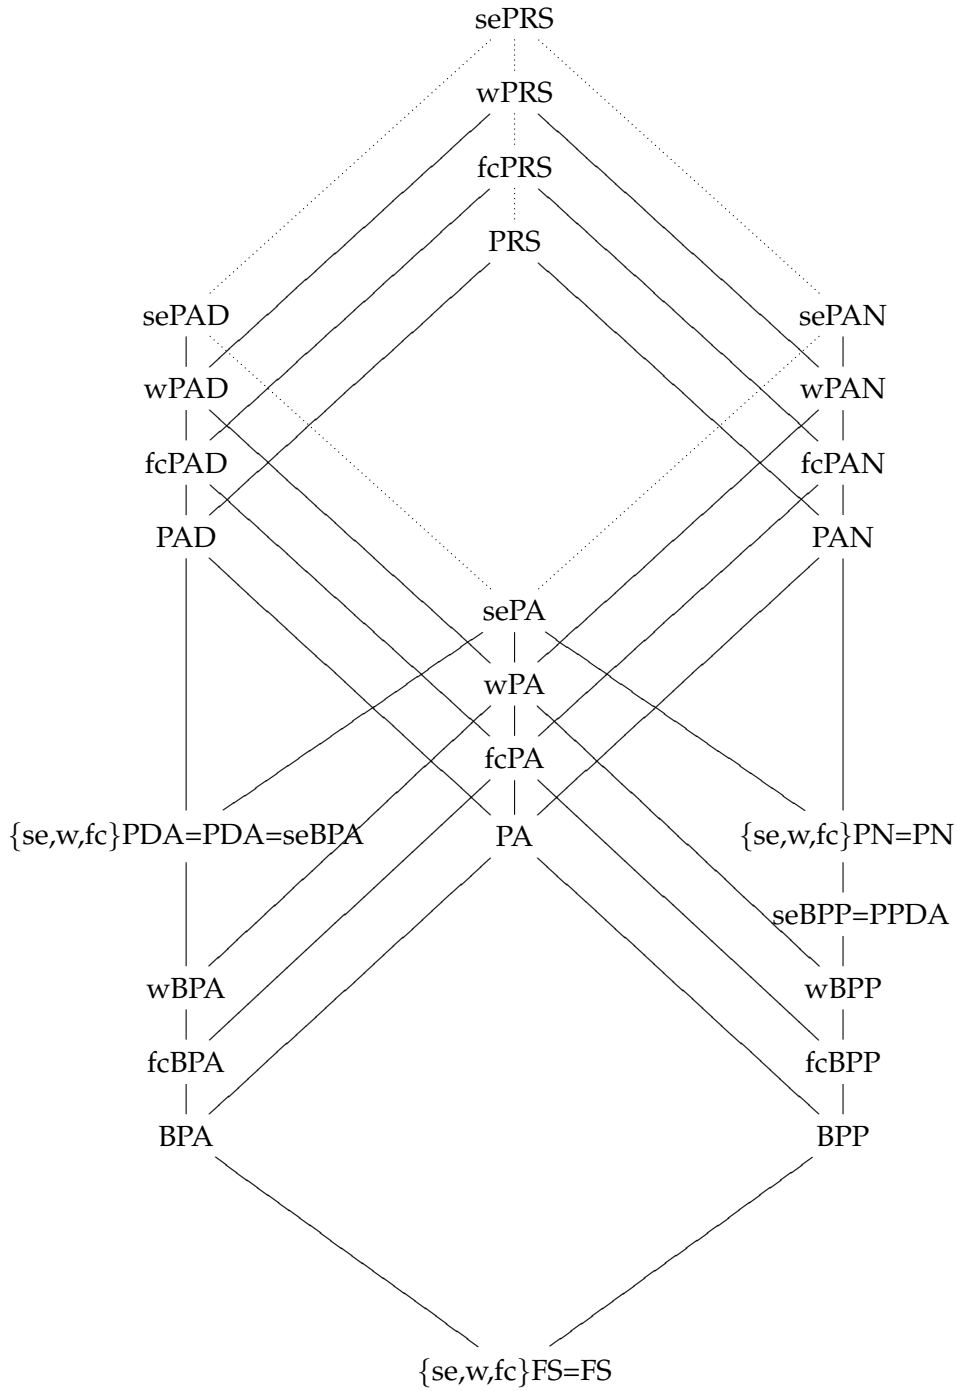 sePRS
wPRS
fcPRS
PRS
sePAD sePAN
wPAD wPAN
fcPAD fcPAN
PAD PAN
sePA
wPA
fcPA
{se,w,fc}PDA=PDA=seBPA PA {se,w,fc}PN=PN
seBPP=PPDA
wBPA wBPP
fcBPA fcBPP
BPA BPP
{se,w,fc}FS=FS